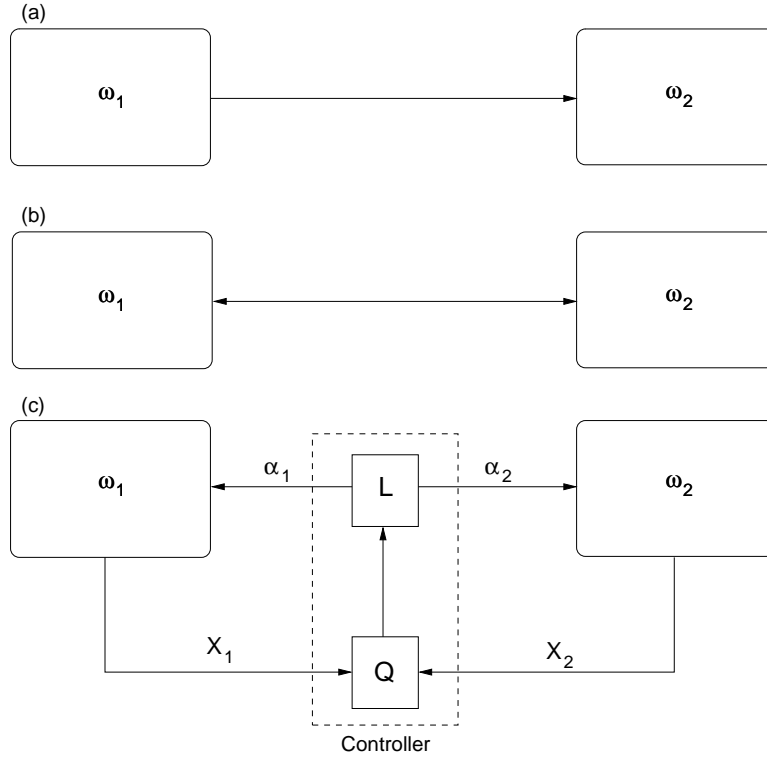 (a)
ω₁ ω₂
(b)
ω₁ ω₂
(c)
ω₁ α₁ L α₂ ω₂
X₁ Q X₂
Controller